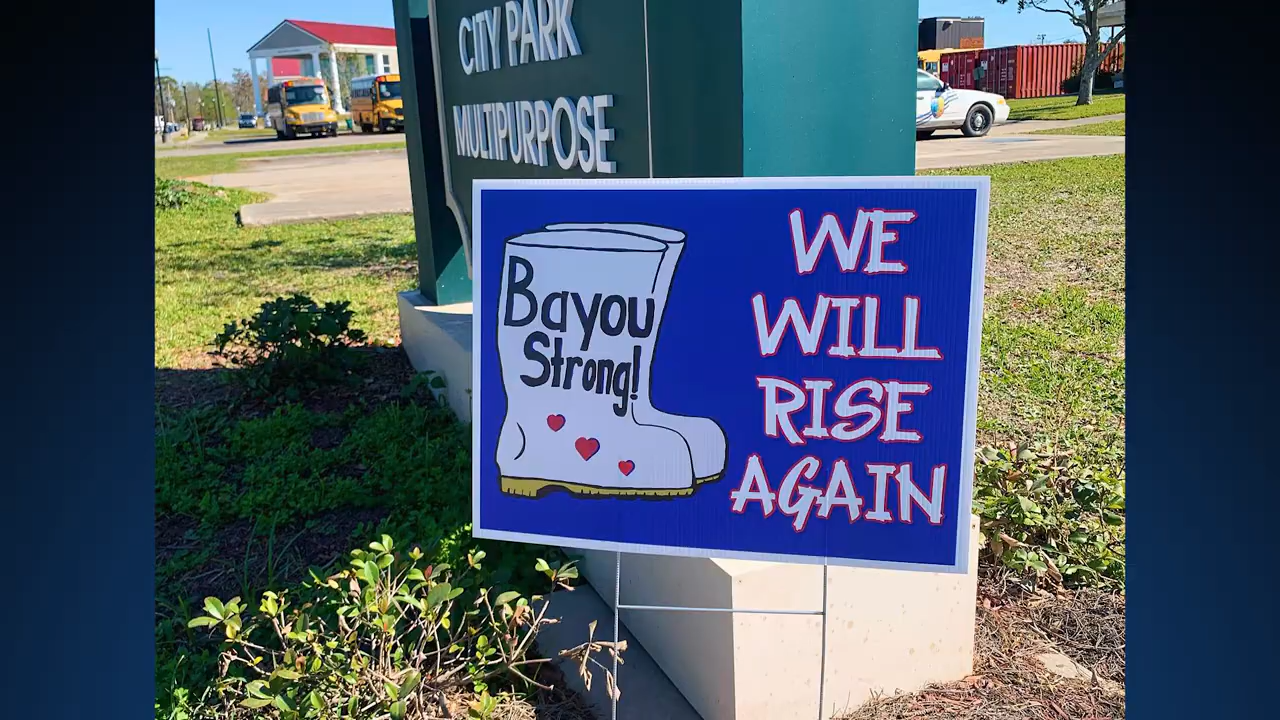 CITY PARK
MULTIPURPOSE
Bayou
Strong!
WE
WILL
RISE
AGAIN